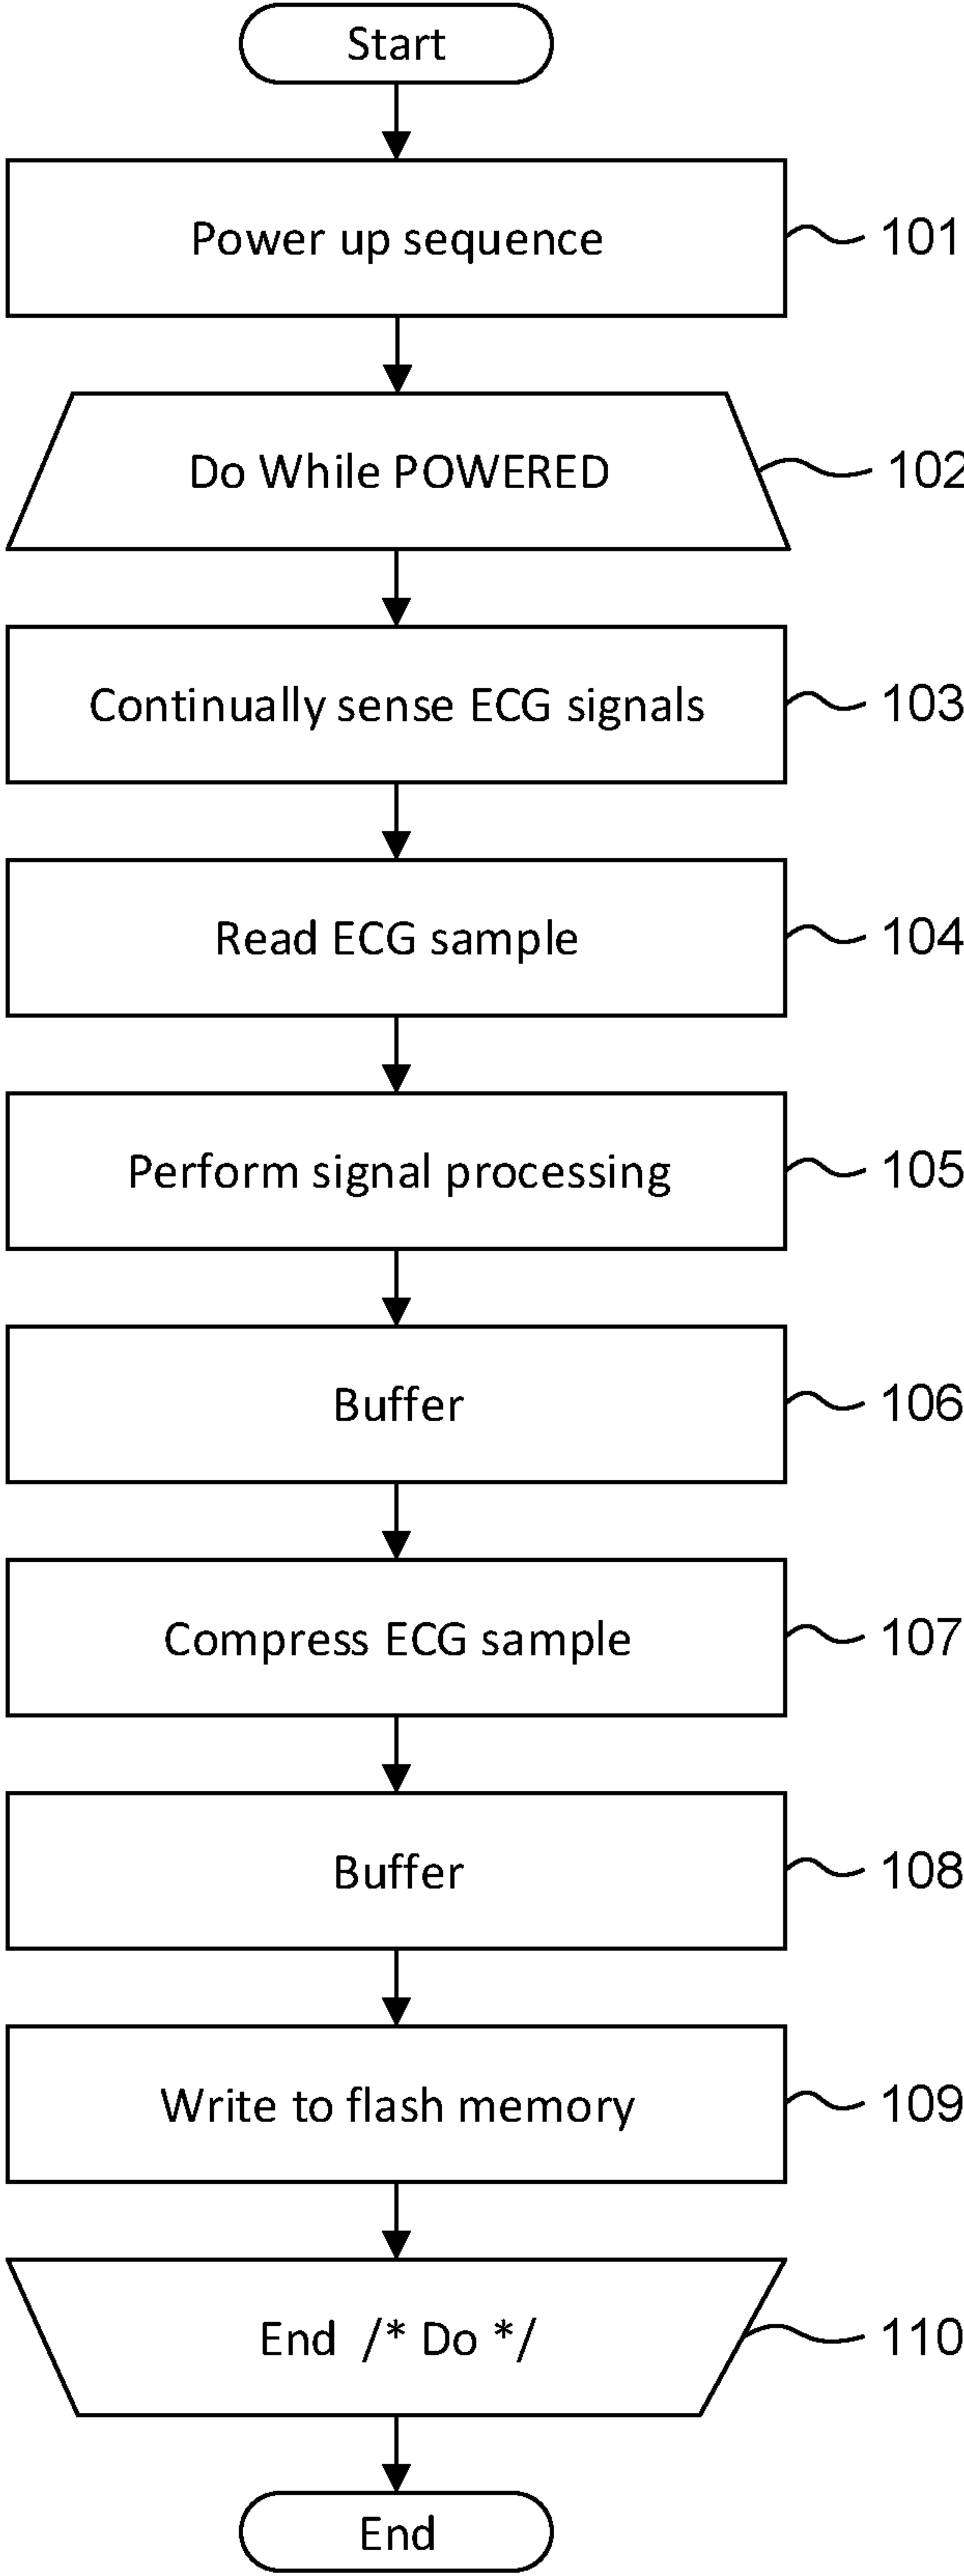 Start
Power up sequence 101
Do While POWERED 102
Continually sense ECG signals 103
Read ECG sample 104
Perform signal processing 105
Buffer 106
Compress ECG sample 107
Buffer 108
Write to flash memory 109
End /* Do */ 110
End